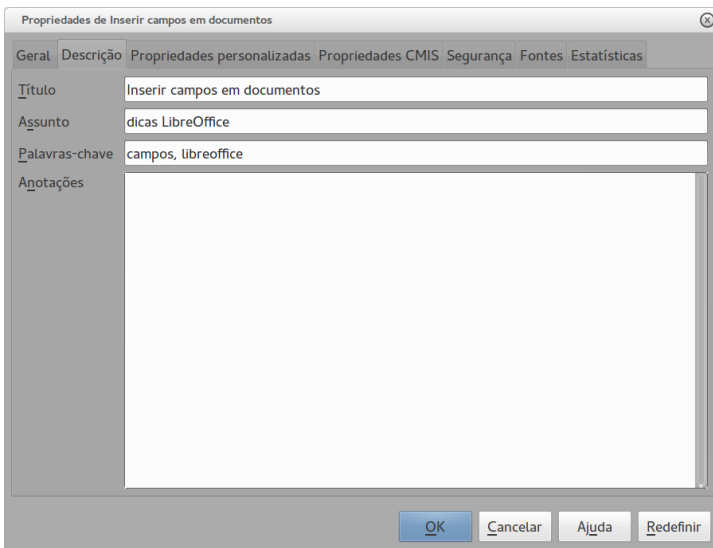 Propriedades de Inserir campos em documentos
Geral Descrição Propriedades personalizadas Propriedades CMIS Segurança Fontes Estatísticas
Título Inserir campos em documentos
Assunto dicas LibreOffice
Palavras-chave campos, libreoffice
Anotações
OK Cancelar Ajuda Redefinir